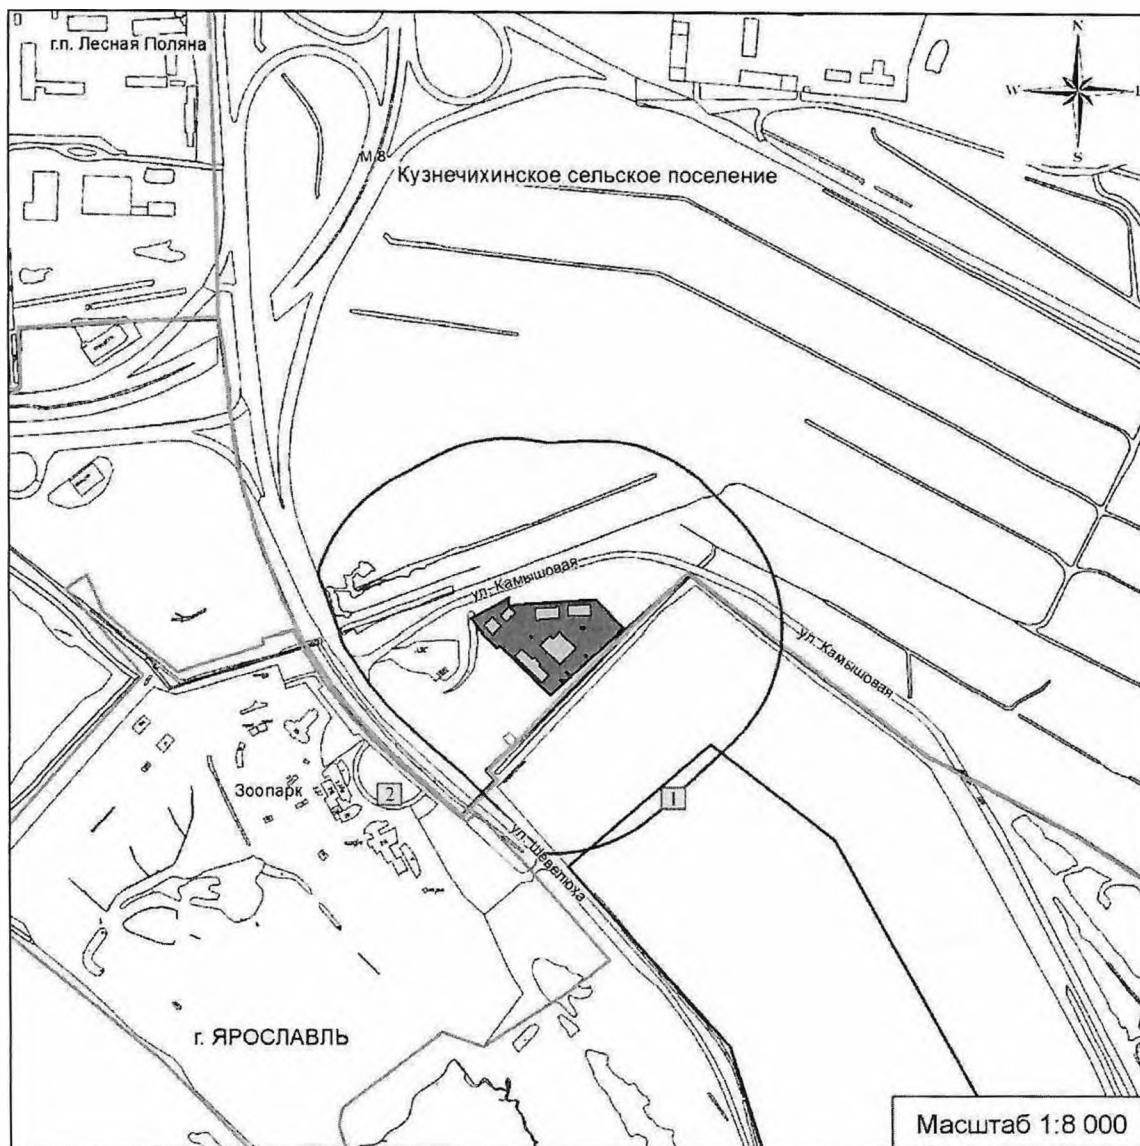 г.п. Лесная Поляна
N
W
E
S
М 8
Кузнечихинское сельское поселение
ул. Камышовая
ул. Камышовая
Зоопарк
2
1
ул. Шевелюха
г. ЯРОСЛАВЛЬ
Масштаб 1:8 000